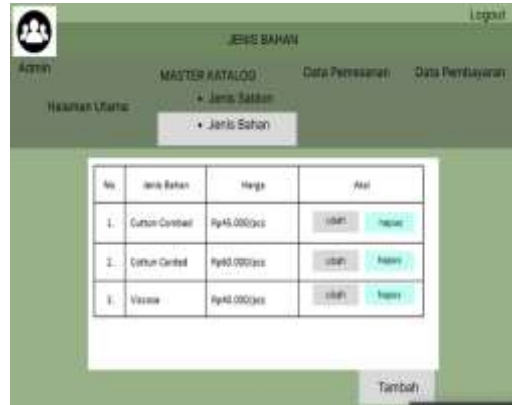 Logout
JENIS BAHAN
Admin
MASTER KATALOG
Data Pemesanan
Data Pembayaran
Halaman Utama
• Jenis Sablon
• Jenis Bahan
No Jenis Bahan Harga Aksi
1. Cotton Combed Rp45.000/pcs ubah hapus
2. Cotton Carded Rp60.000/pcs ubah hapus
3. Viscose Rp40.000/pcs ubah hapus
Tambah